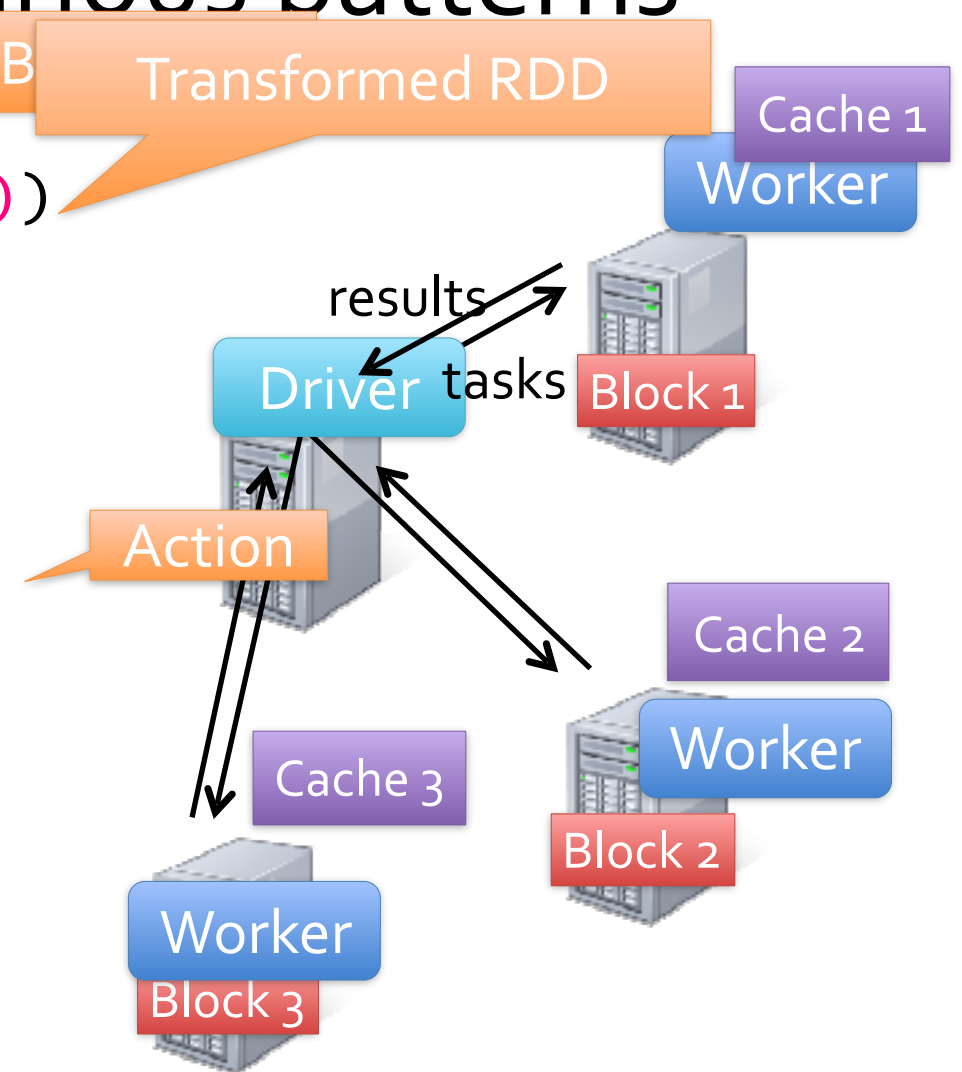 patterns
B
Transformed RDD
Cache 1
Worker
))
results
Driver
tasks
Block 1
Action
Cache 2
Worker
Cache 3
Block 2
Worker
Block 3